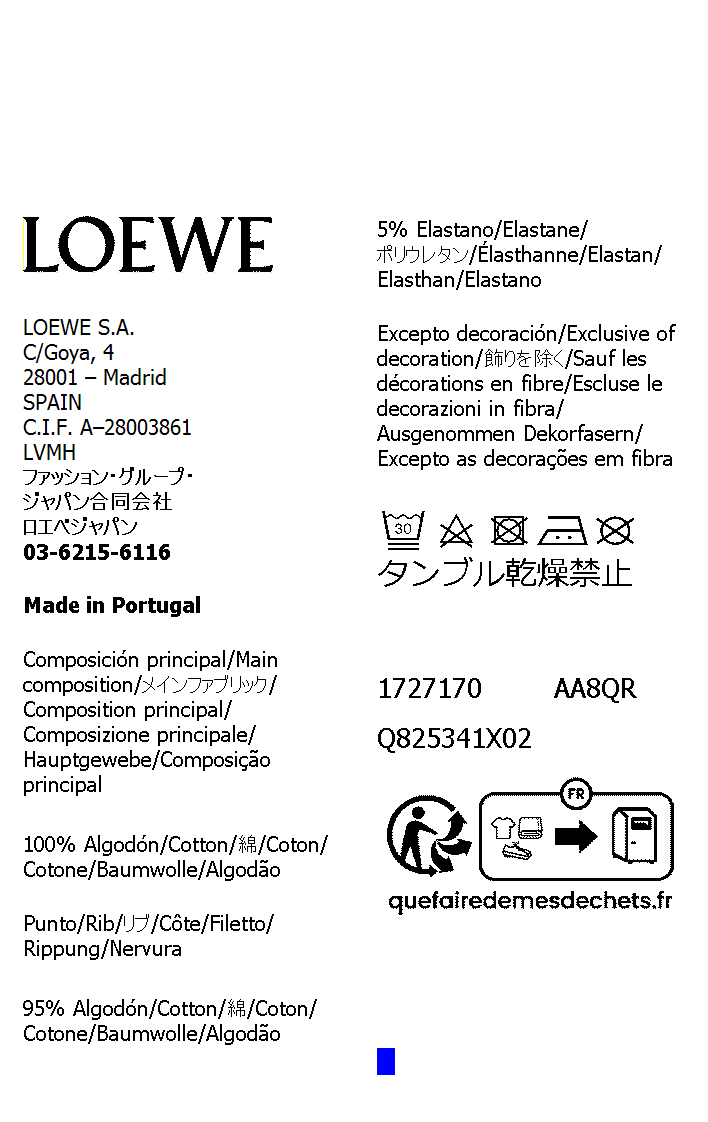 LOEWE
LOEWE S.A.
C/Goya, 4
28001 – Madrid
SPAIN
C.I.F. A–28003861
LVMH
ファッション・グループ・
ジャパン合同会社
ロエベジャパン
03-6215-6116
Made in Portugal
Composición principal/Main
composition/メインファブリック/
Composition principal/
Composizione principale/
Hauptgewebe/Composição
principal
100% Algodón/Cotton/綿/Coton/
Cotone/Baumwolle/Algodão
Punto/Rib/リブ/Côte/Filetto/
Rippung/Nervura
95% Algodón/Cotton/綿/Coton/
Cotone/Baumwolle/Algodão
5% Elastano/Elastane/
ポリウレタン/Élasthanne/Elastan/
Elasthan/Elastano
Excepto decoración/Exclusive of
decoration/飾りを除く/Sauf les
décorations en fibre/Escluse le
decorazioni in fibra/
Ausgenommen Dekorfasern/
Excepto as decorações em fibra
30
タンブル乾燥禁止
1727170 AA8QR
Q825341X02
FR
quefairedemesdechets.fr